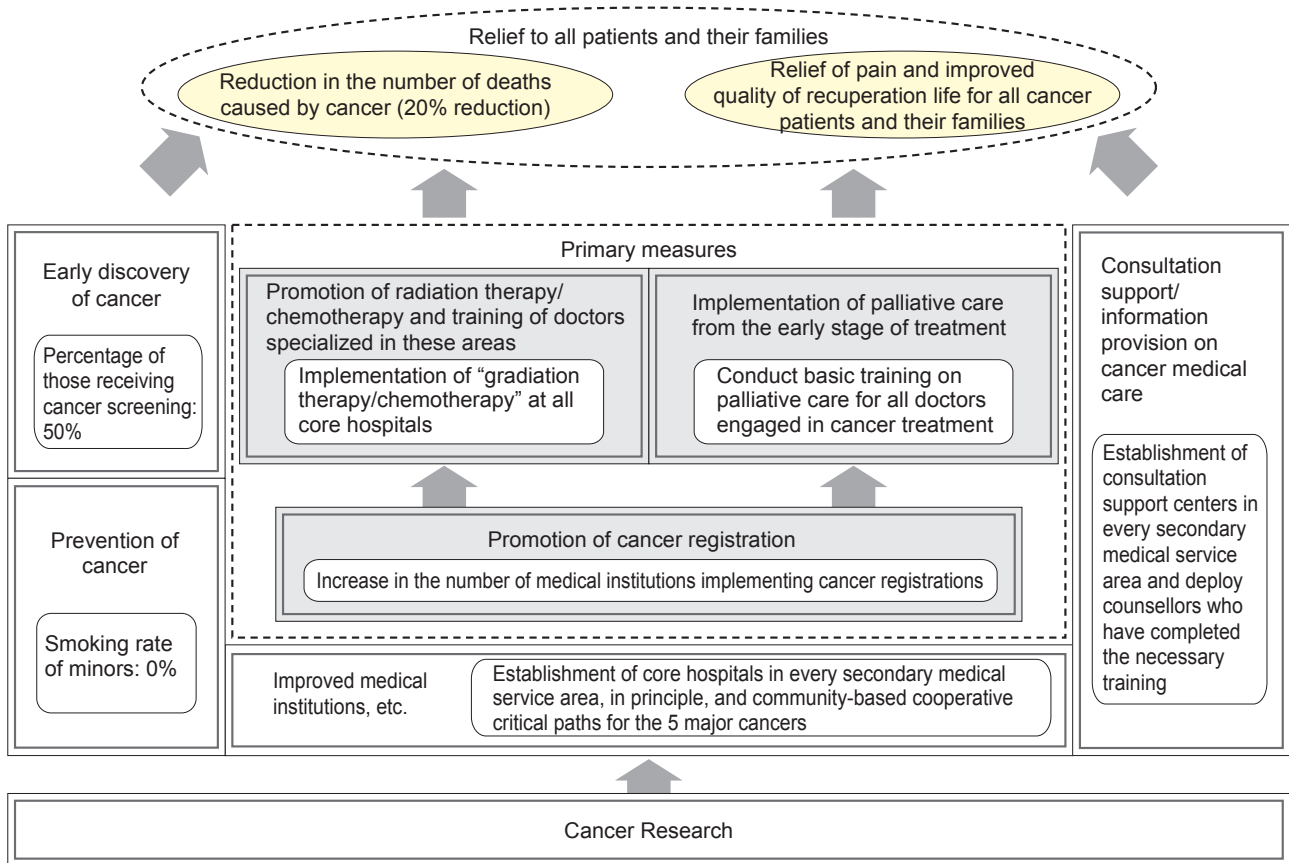 Relief to all patients and their families
Reduction in the number of deaths
caused by cancer (20% reduction)
Relief of pain and improved
quality of recuperation life for all cancer
patients and their families
Early discovery
of cancer
Percentage of
those receiving
cancer screening:
50%
Prevention of
cancer
Smoking rate
of minors: 0%
Primary measures
Promotion of radiation therapy/
chemotherapy and training of doctors
specialized in these areas
Implementation of “gradiation
therapy/chemotherapy” at all
core hospitals
Implementation of palliative care
from the early stage of treatment
Conduct basic training on
palliative care for all doctors
engaged in cancer treatment
Promotion of cancer registration
Increase in the number of medical institutions implementing cancer registrations
Improved medical
institutions, etc.
Establishment of core hospitals in every secondary medical
service area, in principle, and community-based cooperative
critical paths for the 5 major cancers
Consultation
support/
information
provision on
cancer medical
care
Establishment of
consultation
support centers in
every secondary
medical service
area and deploy
counsellors who
have completed
the necessary
training
Cancer Research